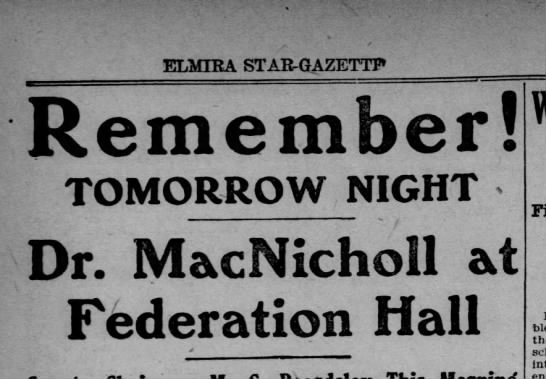 ELMIRA STAR-GAZETTE
Remember!
TOMORROW NIGHT
Dr. MacNicholl at
Federation Hall